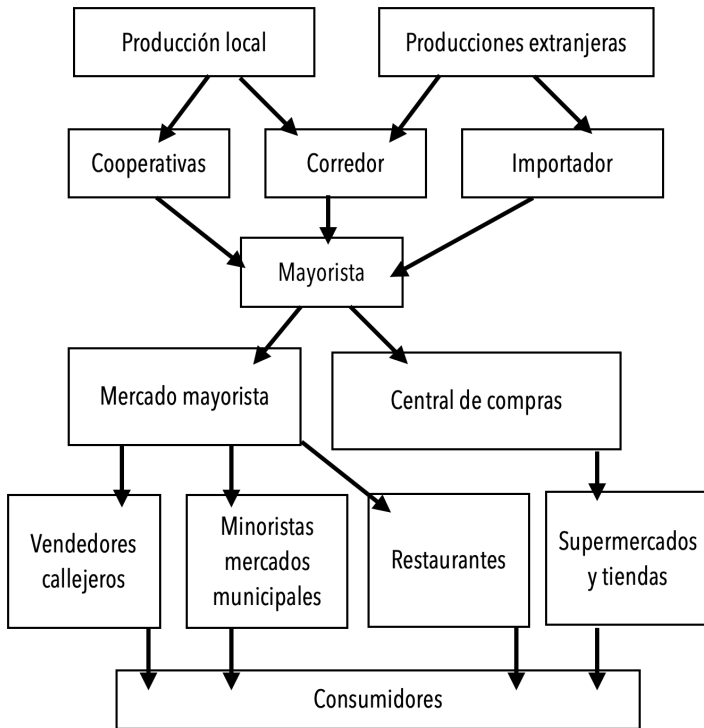 Producción local
Producciones extranjeras
Cooperativas
Corredor
Importador
Mayorista
Mercado mayorista
Central de compras
Vendedores
callejeros
Minoristas
mercados
municipales
Restaurantes
Supermercados
y tiendas
Consumidores